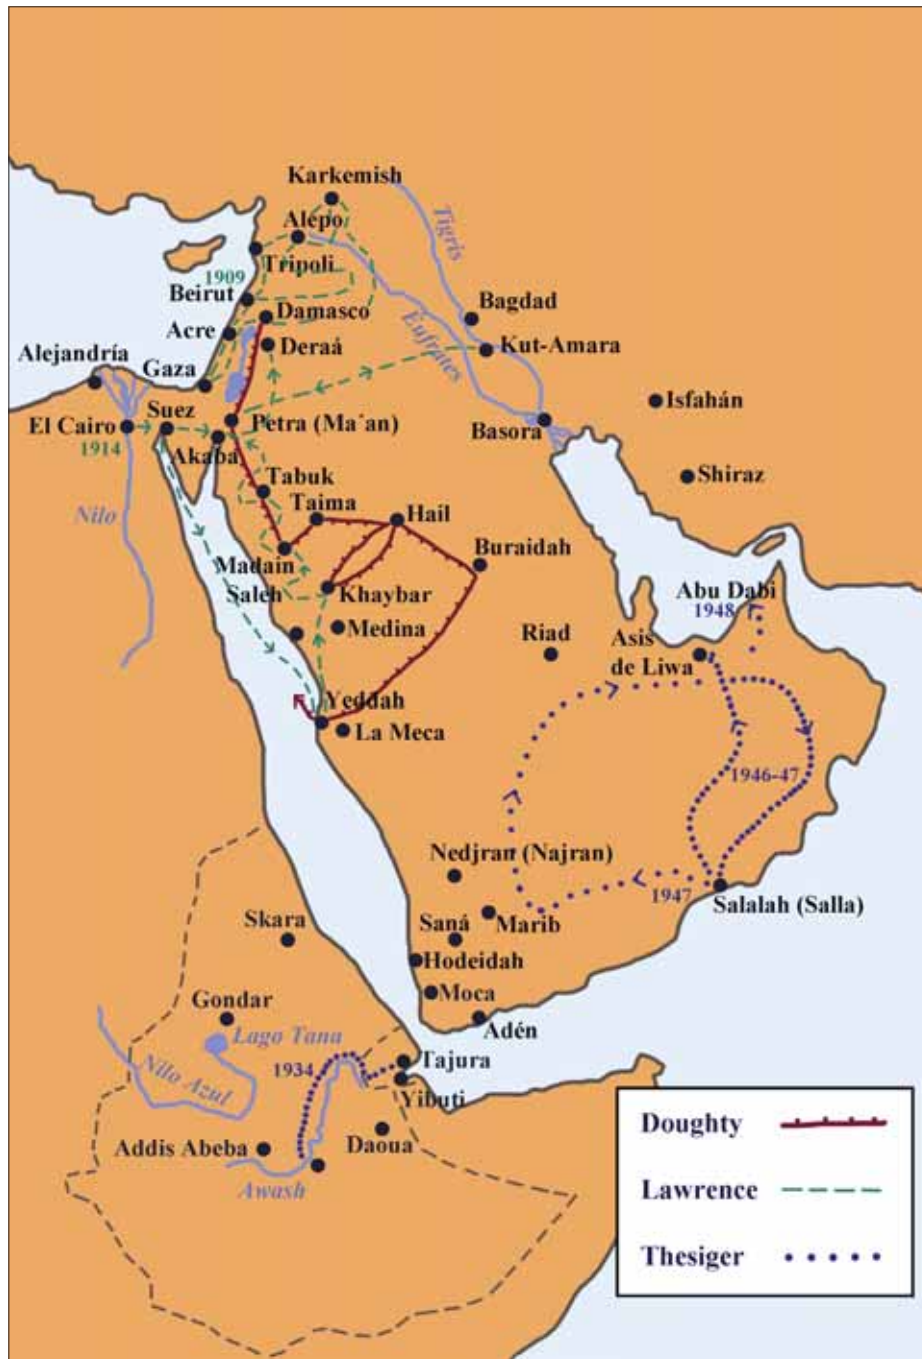 Karkemish
Alepo
Tigris
Tripoli
1909
Beirut
Bagdad
Damasco
Acre
Deraá
Éufrates
Kut-Amara
Alejandría
Gaza
Isfahán
Suez
El Cairo
Petra (Ma´an)
Basora
1914
Akaba
Shiraz
Tabuk
Nilo
Taima
Hail
Madain
Saleh
Buraidah
Khaybar
Abu Dabi
1948
Medina
Riad
Asis
de Liwa
Yeddah
La Meca
1946-47
Nedjran (Najran)
1947
Salalah (Salla)
Skara
Saná
Marib
Hodeidah
Gondar
Moca
Adén
Lago Tana
Nilo Azul
1934
Tajura
Yibuti
Addis Abeba
Daoua
Awash
Doughty
Lawrence
Thesiger